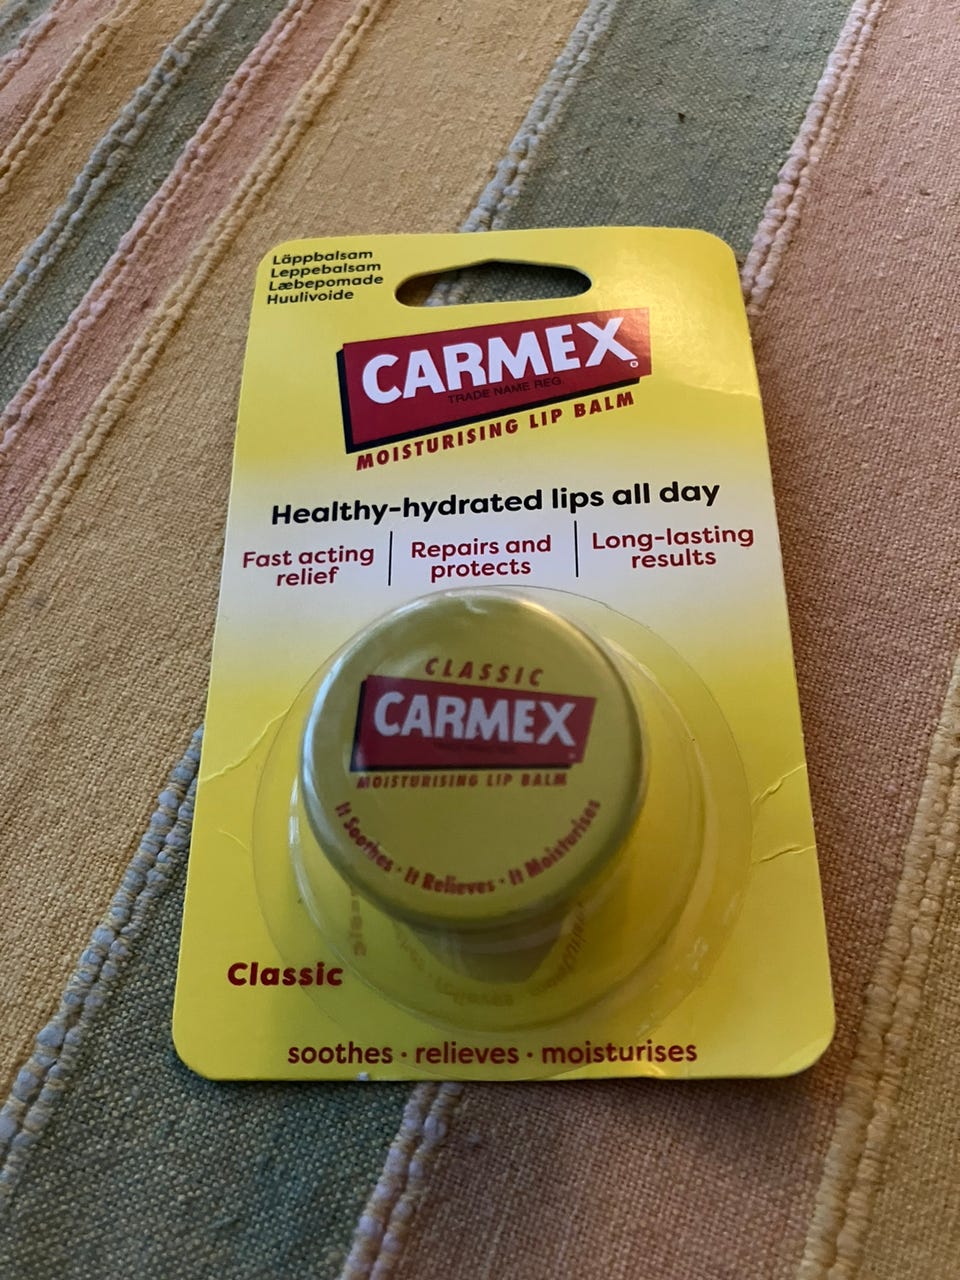 Läppbalsam
Leppebalsam
Læbepomade
Huulivoide
CARMEX®
TRADE NAME REG.
MOISTURISING LIP BALM
Healthy-hydrated lips all day
Fast acting
relief
Repairs and
protects
Long-lasting
results
CLASSIC
CARMEX
MOISTURISING LIP BALM
It Soothes · It Relieves · It Moisturises
Classic
soothes · relieves · moisturises